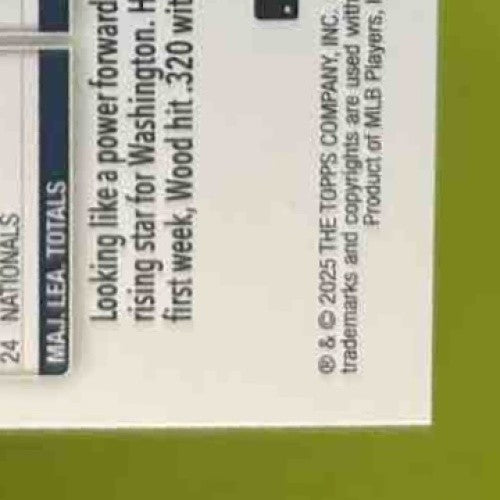 24 NATIONALS
MAJ. LEA. TOTALS
Looking like a power forward
rising star for Washington. H
first week, Wood hit .320 wit
® & © 2025 THE TOPPS COMPANY, INC.
trademarks and copyrights are used with
Product of MLB Players, I